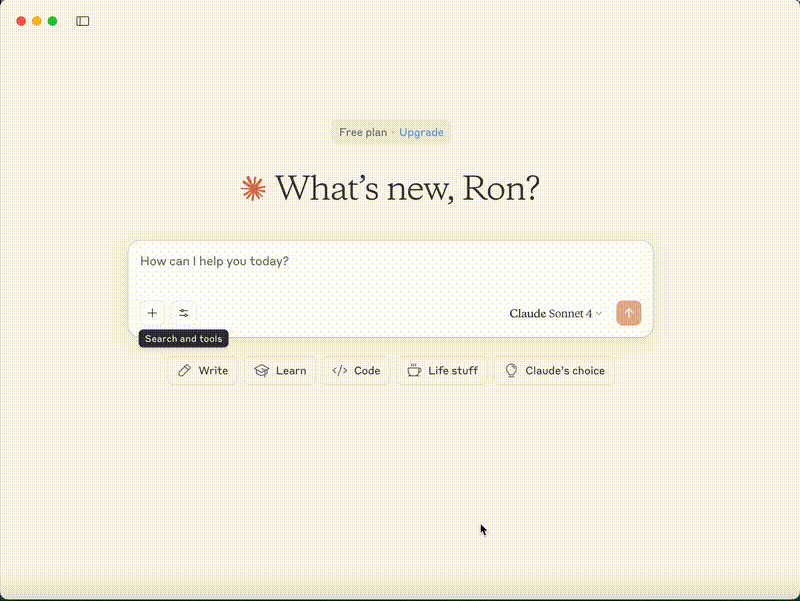 Free plan · Upgrade
What's new, Ron?
How can I help you today?
Claude Sonnet 4
Search and tools
Write
Learn
</> Code
Life stuff
Claude's choice